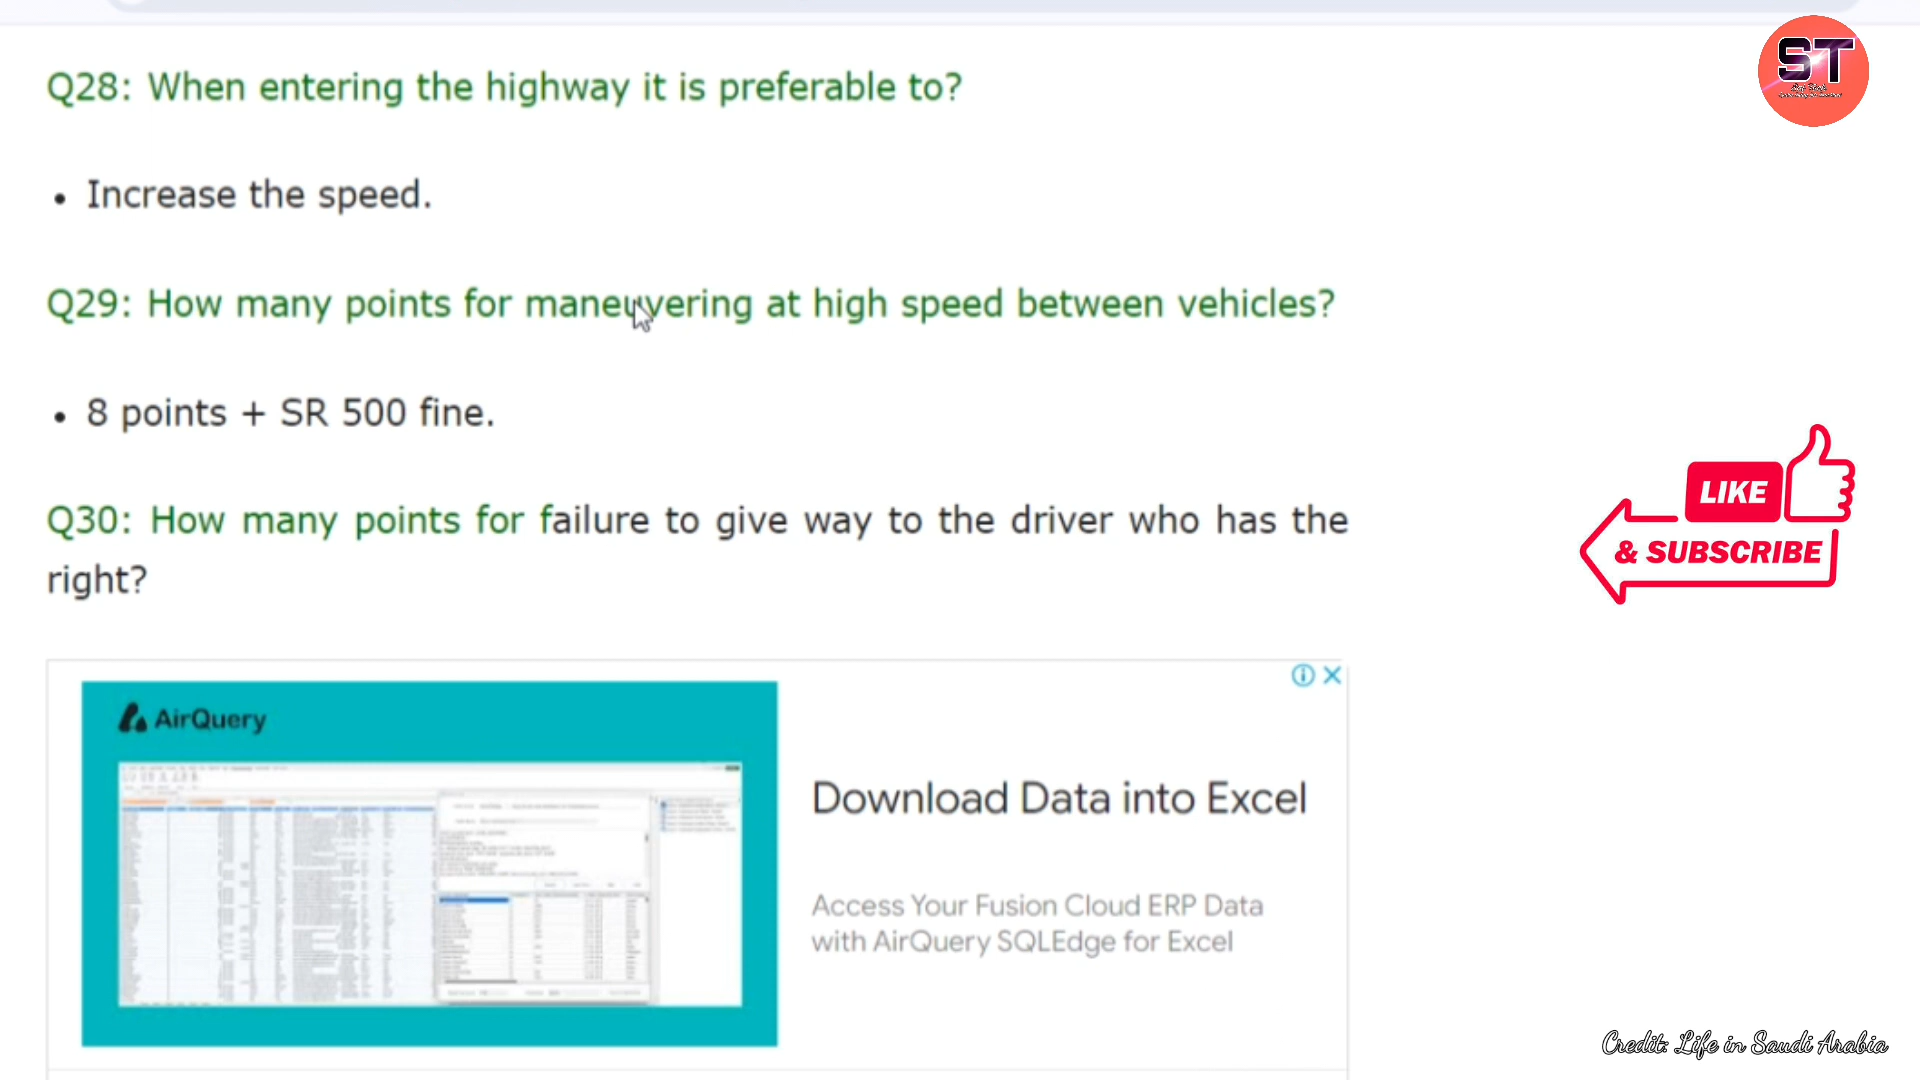 ST
Q28: When entering the highway it is preferable to?
• Increase the speed.
Q29: How many points for maneuvering at high speed between vehicles?
• 8 points + SR 500 fine.
Q30: How many points for failure to give way to the driver who has the
right?
LIKE
& SUBSCRIBE
AirQuery
Download Data into Excel
Access Your Fusion Cloud ERP Data
with AirQuery SQLEdge for Excel
Credit: Life in Saudi Arabia